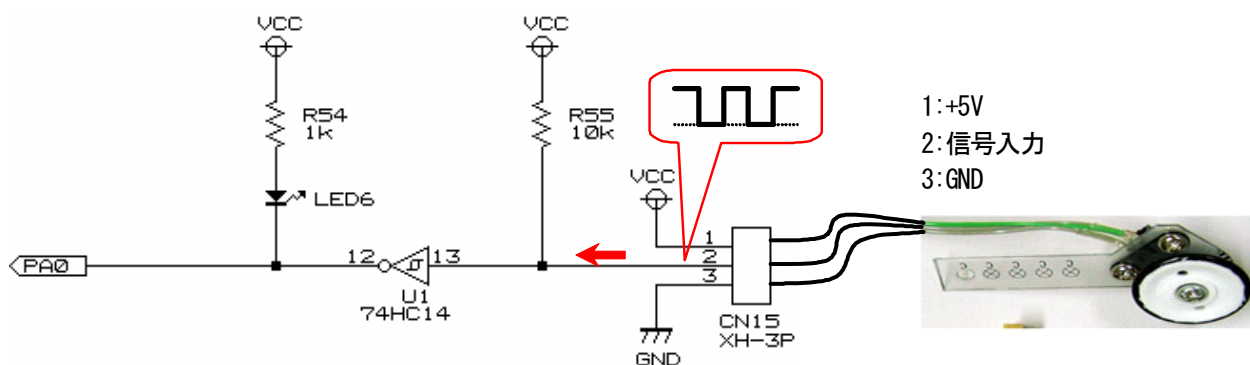 VCC
R54
1k
LED6
PA0
12
13
U1
74HC14
VCC
R55
10k
VCC
1
2
3
GND
CN15
XH-3P
1:+5V
2:信号入力
3:GND